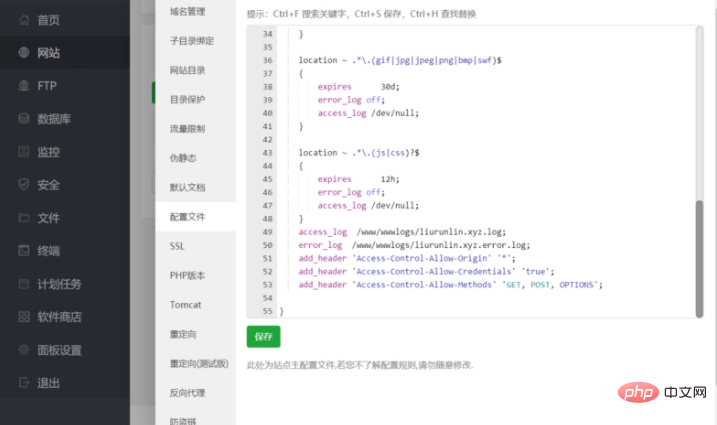 首页
网站
FTP
数据库
监控
安全
文件
终端
计划任务
软件商店
面板设置
退出
域名管理
子目录绑定
网站目录
目录保护
流量限制
伪静态
默认文档
配置文件
SSL
PHP版本
Tomcat
重定向
重定向(测试版)
反向代理
防盗链
提示：Ctrl+F 搜索关键字，Ctrl+S 保存，Ctrl+H 查找替换
34 }
35
36 location ~ .*\.(gif|jpg|jpeg|png|bmp|swf)$
37 {
38 expires      30d;
39 error_log off;
40 access_log /dev/null;
41 }
42
43 location ~ .*\.(js|css)?$
44 {
45 expires      12h;
46 error_log off;
47 access_log /dev/null;
48 }
49 access_log  /www/wwwlogs/liurunlin.xyz.log;
50 error_log  /www/wwwlogs/liurunlin.xyz.error.log;
51 add_header 'Access-Control-Allow-Origin' '*';
52 add_header 'Access-Control-Allow-Credentials' 'true';
53 add_header 'Access-Control-Allow-Methods' 'GET, POST, OPTIONS';
54
55 }
保存
此处为站点主配置文件,若您不了解配置规则,请勿随意修改.
php 中文网